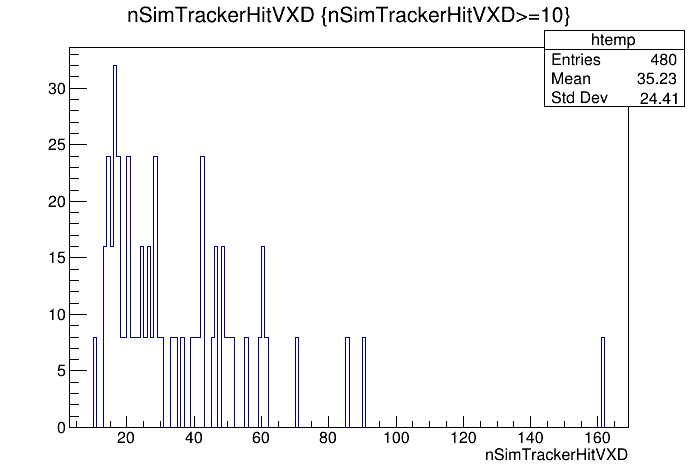 nSimTrackerHitVXD {nSimTrackerHitVXD>=10}
htemp
Entries 480
Mean 35.23
Std Dev 24.41
30
25
20
15
10
5
0
20 40 60 80 100 120 140 160
nSimTrackerHitVXD